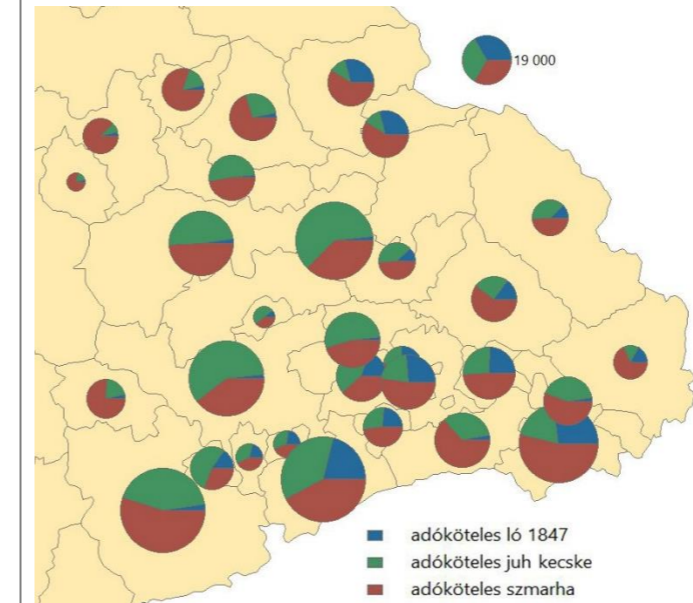 19 000
adóköteles ló 1847
adóköteles juh kecske
adóköteles szmarha